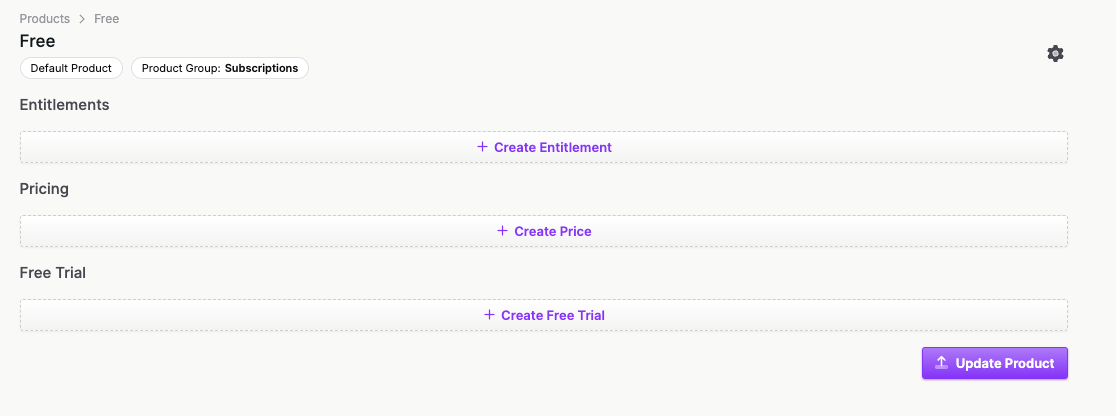 Products > Free
Free
Default Product Product Group: Subscriptions
Entitlements
+ Create Entitlement
Pricing
+ Create Price
Free Trial
+ Create Free Trial
Update Product